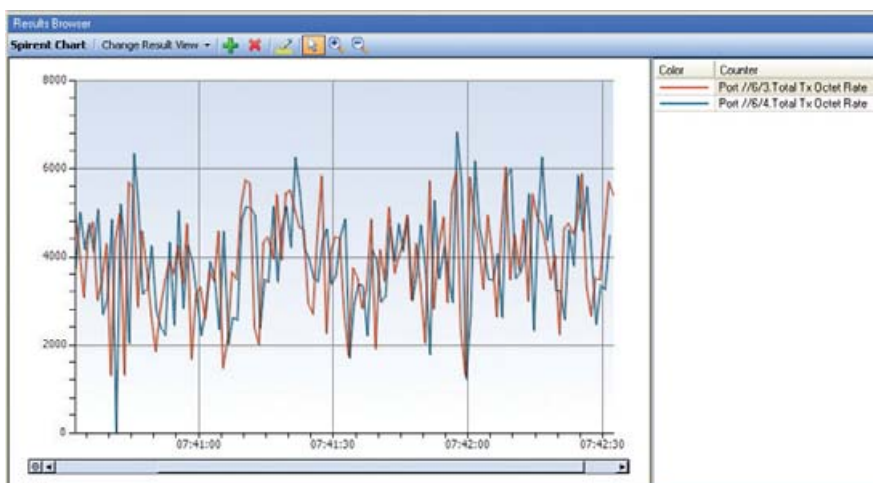 Results Browser
Spirent Chart Change Result View
Color Counter
Port //6/3.Total Tx Octet Rate
Port //6/4.Total Tx Octet Rate
8000
6000
4000
2000
0
07:41:00 07:41:30 07:42:00 07:42:30